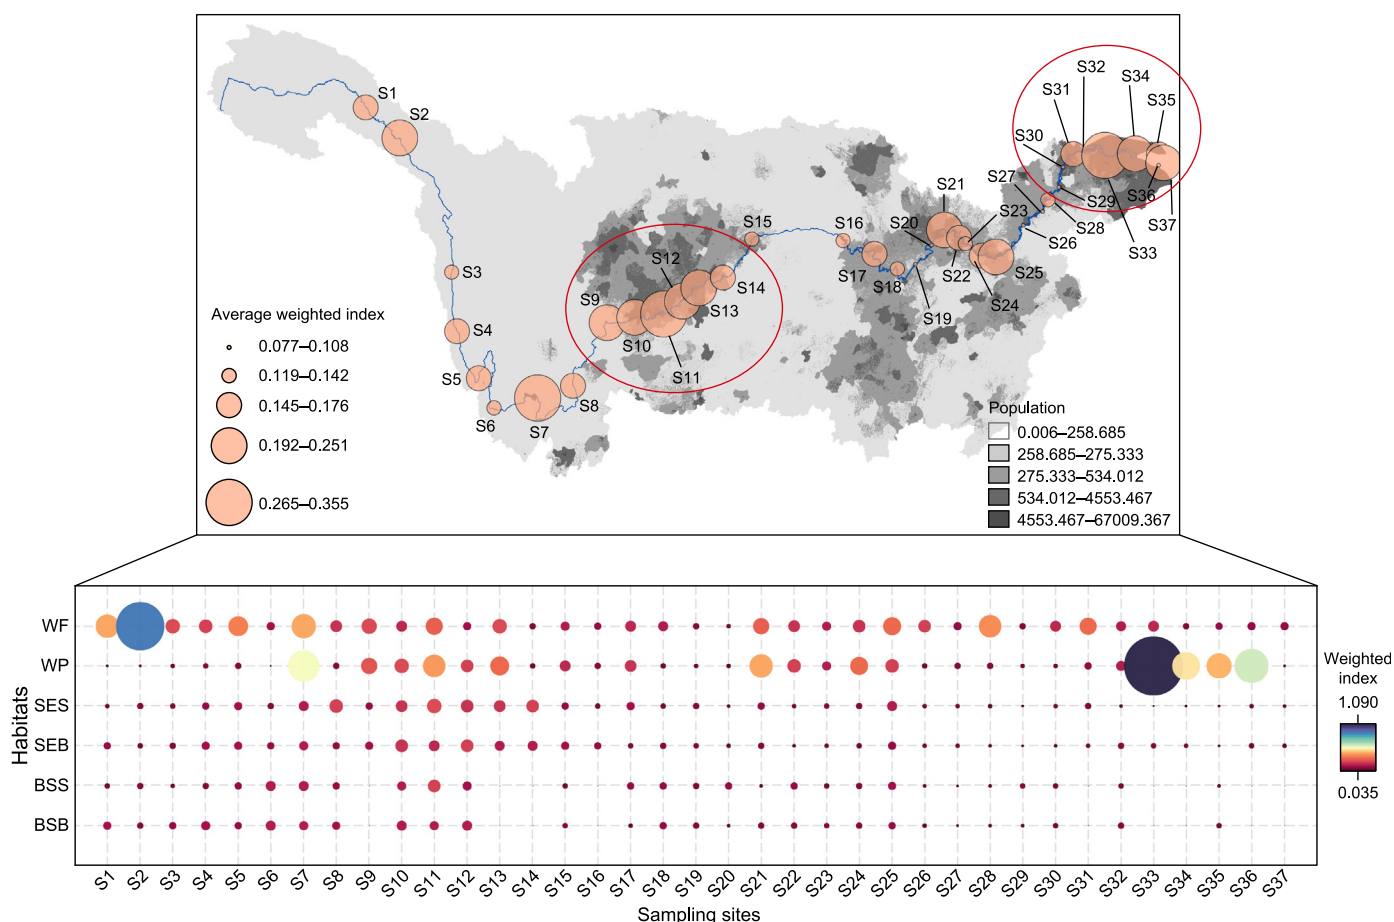 S32
S34
S31
S35
S1
S2
S30
S21
S27
S36
S29
S15
S16
S20
S23
S28
S37
S26
S33
S12
S17
S22
S25
S3
S18
S14
S24
S9
S13
S19
Average weighted index
S4
S10
0.077–0.108
S11
0.119–0.142
S5
S8
0.145–0.176
S6
S7
Population
0.006–258.685
0.192–0.251
258.685–275.333
275.333–534.012
0.265–0.355
534.012–4553.467
4553.467–67009.367
Habitats
WF
WP
SES
SEB
BSS
BSB
Weighted
index
1.090
0.035
S1 S2 S3 S4 S5 S6 S7 S8 S9 S10 S11 S12 S13 S14 S15 S16 S17 S18 S19 S20 S21 S22 S23 S24 S25 S26 S27 S28 S29 S30 S31 S32 S33 S34 S35 S36 S37
Sampling sites